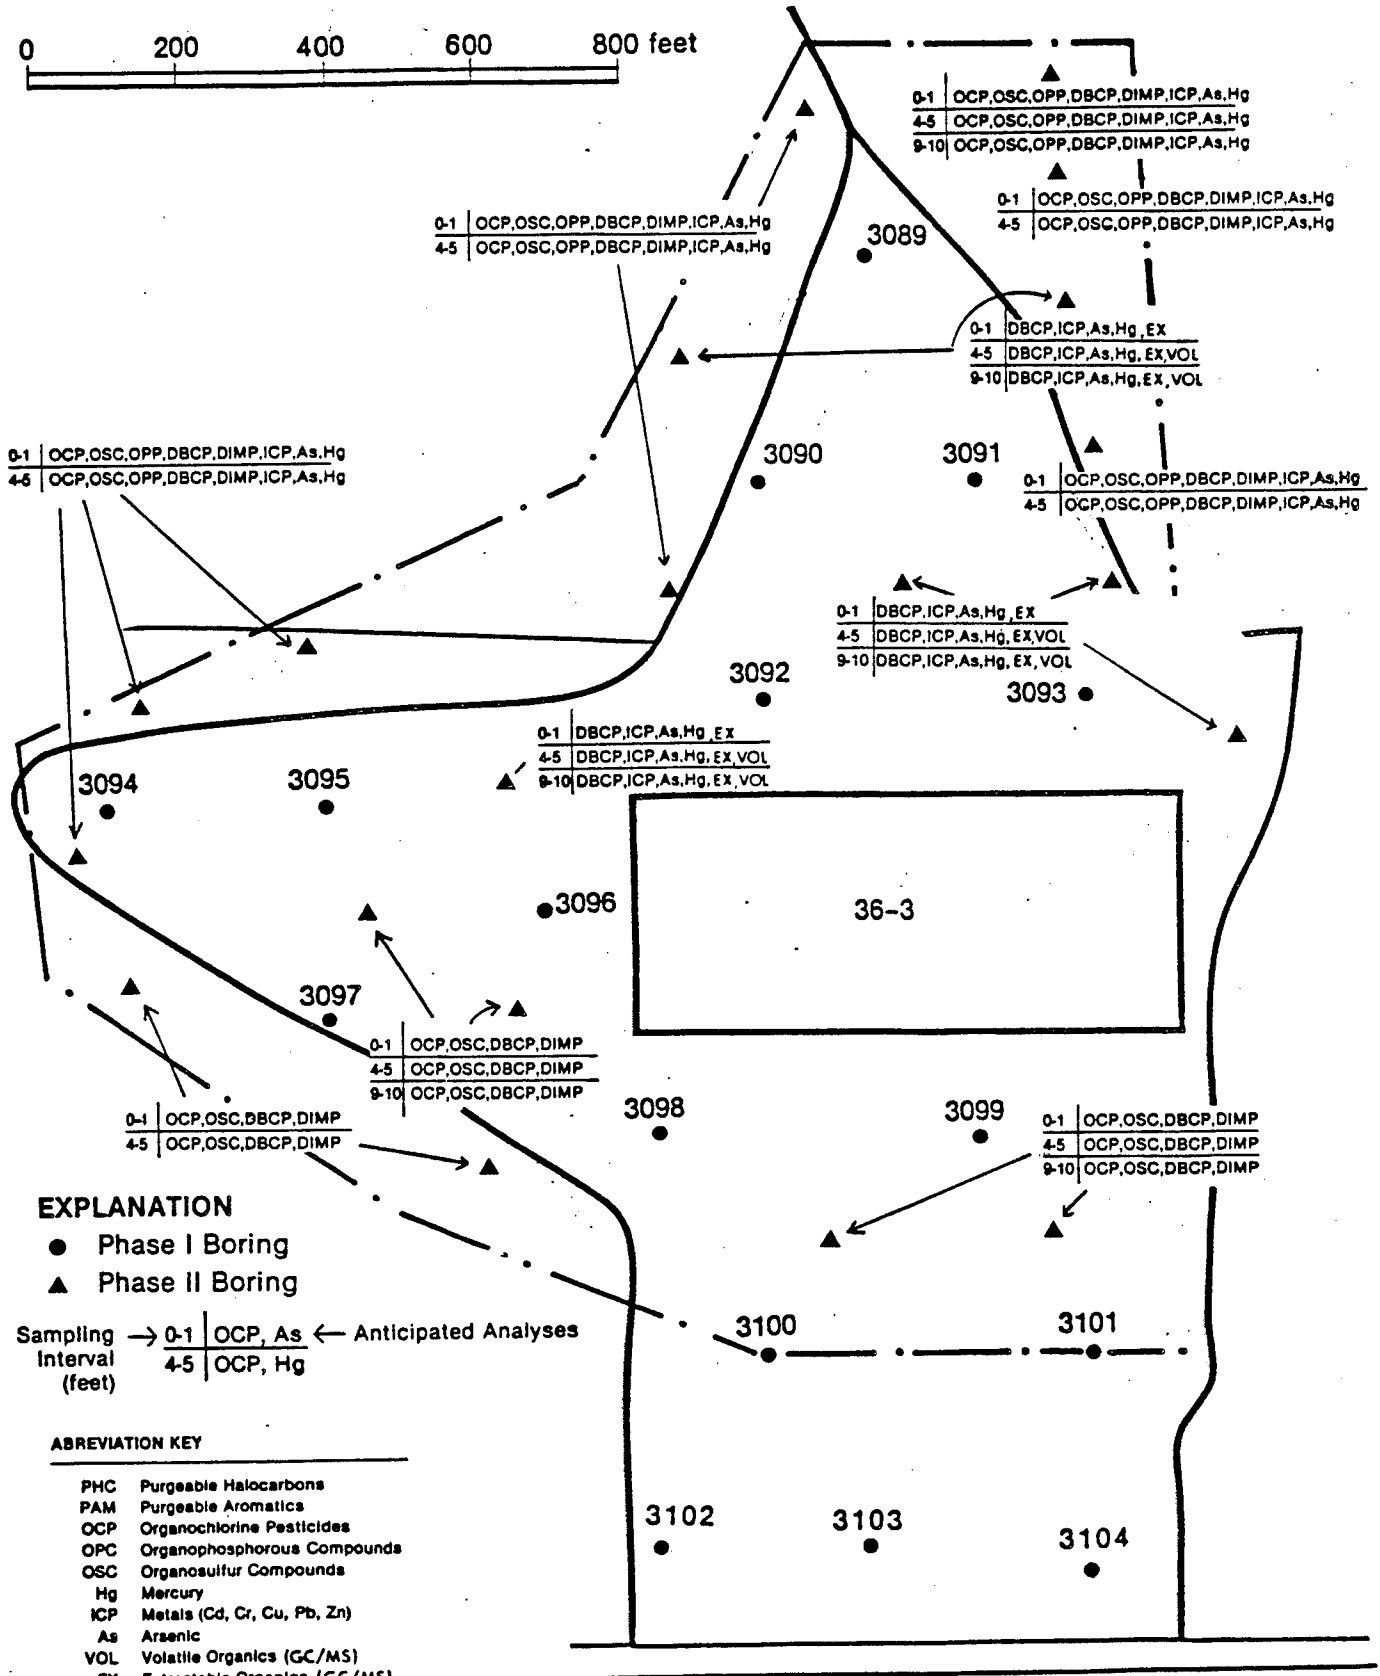 0 200 400 600 800 feet
0-1 OCP,OSC,OPP,DBCP,DIMP,ICP,As,Hg
4-5 OCP,OSC,OPP,DBCP,DIMP,ICP,As,Hg
9-10 OCP,OSC,OPP,DBCP,DIMP,ICP,As,Hg
0-1 OCP,OSC,OPP,DBCP,DIMP,ICP,As,Hg
4-5 OCP,OSC,OPP,DBCP,DIMP,ICP,As,Hg
0-1 OCP,OSC,OPP,DBCP,DIMP,ICP,As,Hg
4-5 OCP,OSC,OPP,DBCP,DIMP,ICP,As,Hg
3089
0-1 DBCP,ICP,As,Hg,EX
4-5 DBCP,ICP,As,Hg,EX,VOL
9-10 DBCP,ICP,As,Hg,EX,VOL
0-1 OCP,OSC,OPP,DBCP,DIMP,ICP,As,Hg
4-5 OCP,OSC,OPP,DBCP,DIMP,ICP,As,Hg
3090
3091
0-1 OCP,OSC,OPP,DBCP,DIMP,ICP,As,Hg
4-5 OCP,OSC,OPP,DBCP,DIMP,ICP,As,Hg
0-1 DBCP,ICP,As,Hg,EX
4-5 DBCP,ICP,As,Hg,EX,VOL
9-10 DBCP,ICP,As,Hg,EX,VOL
3092
3093
0-1 DBCP,ICP,As,Hg,EX
4-5 DBCP,ICP,As,Hg,EX,VOL
9-10 DBCP,ICP,As,Hg,EX,VOL
3094
3095
3096
36-3
3097
0-1 OCP,OSC,DBCP,DIMP
4-5 OCP,OSC,DBCP,DIMP
9-10 OCP,OSC,DBCP,DIMP
0-1 OCP,OSC,DBCP,DIMP
4-5 OCP,OSC,DBCP,DIMP
3098
3099
0-1 OCP,OSC,DBCP,DIMP
4-5 OCP,OSC,DBCP,DIMP
9-10 OCP,OSC,DBCP,DIMP
EXPLANATION
Phase I Boring
Phase II Boring
Sampling Interval (feet)
0-1 OCP, As
4-5 OCP, Hg
Anticipated Analyses
3100
3101
ABREVIATION KEY
PHC Purgeable Halocarbons
PAM Purgeable Aromatics
OCP Organochlorine Pesticides
OPC Organophosphorous Compounds
OSC Organosulfur Compounds
Hg Mercury
ICP Metals (Cd, Cr, Cu, Pb, Zn)
As Arsenic
VOL Volatile Organics (GC/MS)
3102
3103
3104